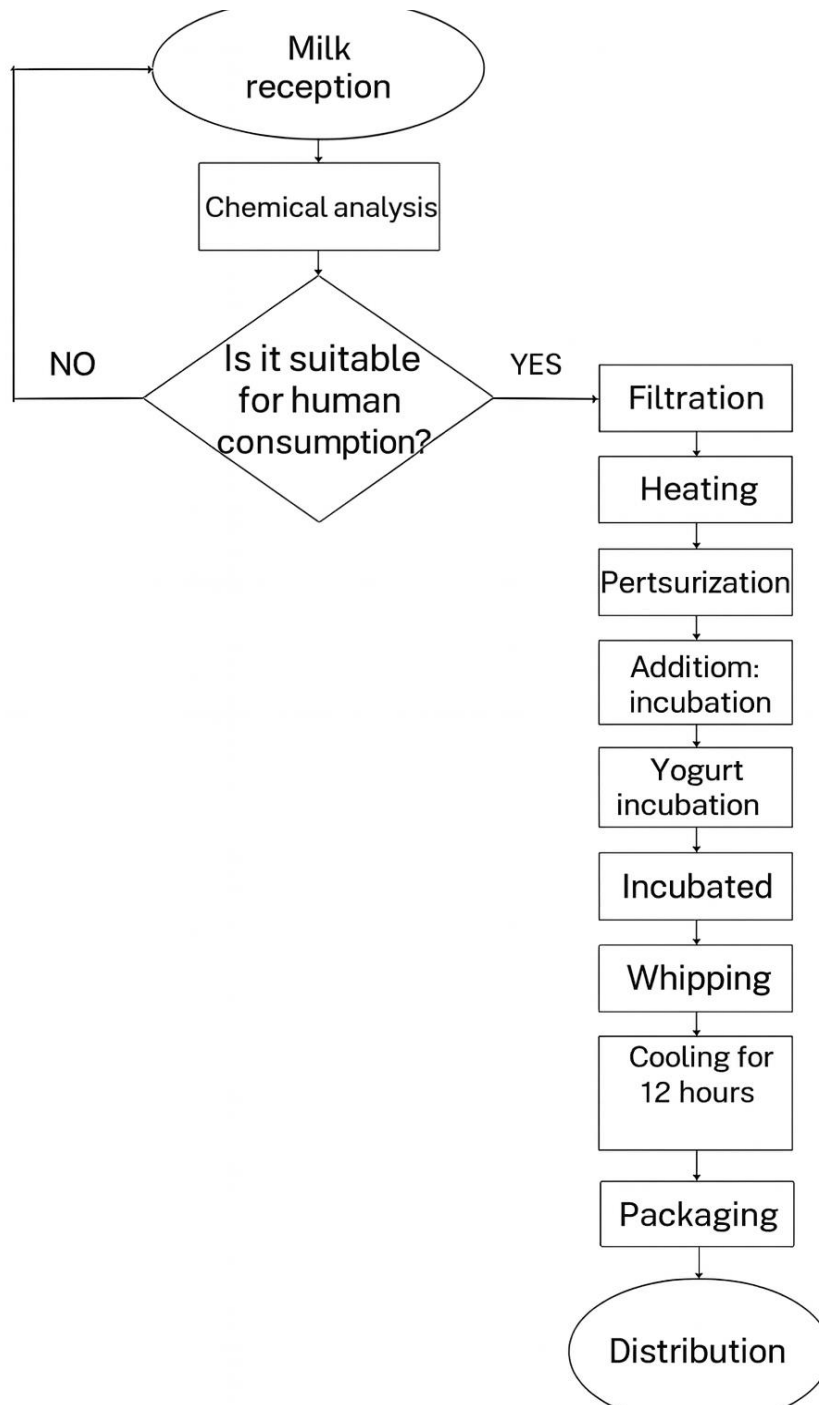 Milk
reception
Chemical analysis
Is it suitable
for human
consumption?
NO
YES
Filtration
Heating
Pertsurization
Additiom:
incubation
Yogurt
incubation
Incubated
Whipping
Cooling for
12 hours
Packaging
Distribution